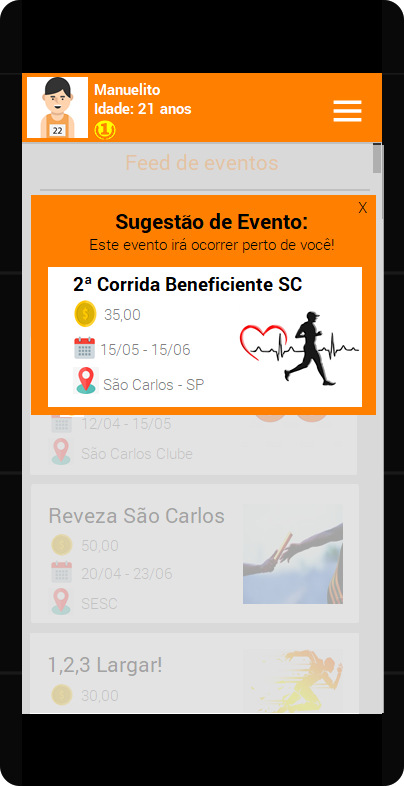 Manuelito
Idade: 21 anos
1
22
Feed de eventos
X
Sugestão de Evento:
Este evento irá ocorrer perto de você!
2ª Corrida Beneficiente SC
$ 35,00
15/05 - 15/06
São Carlos - SP
12/04 - 15/05
São Carlos Clube
Reveza São Carlos
$ 50,00
20/04 - 23/06
SESC
1,2,3 Largar!
$ 30,00